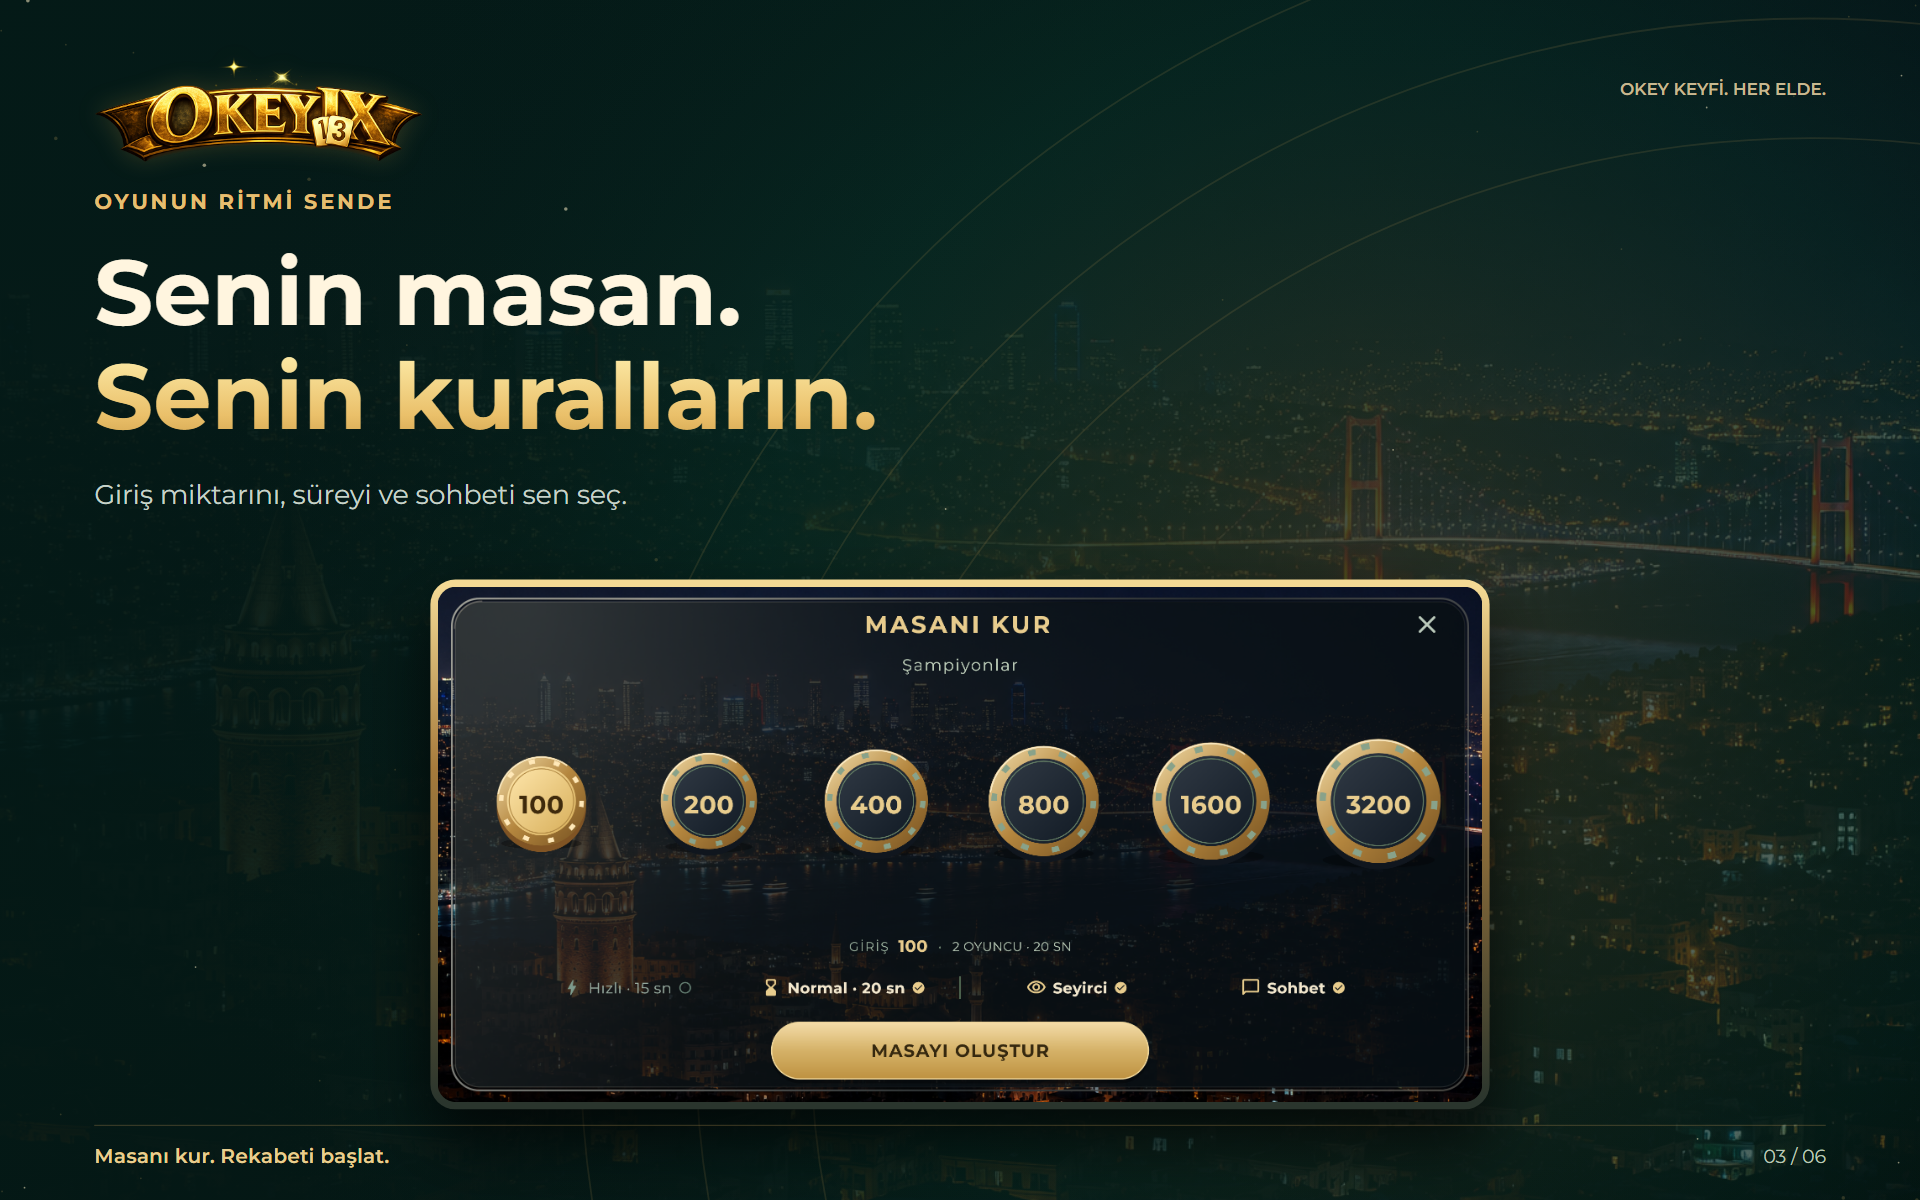 OKEYIX
13
OKEY KEYFİ. HER ELDE.
OYUNUN RİTMİ SENDE
Senin masan.
Senin kuralların.
Giriş miktarını, süreyi ve sohbeti sen seç.
MASANI KUR
Şampiyonlar
100 200 400 800 1600 3200
GİRİŞ 100 · 2 OYUNCU · 20 SN
Hızlı · 15 sn Normal · 20 sn Seyirci Sohbet
MASAYI OLUŞTUR
Masanı kur. Rekabeti başlat.
03 / 06